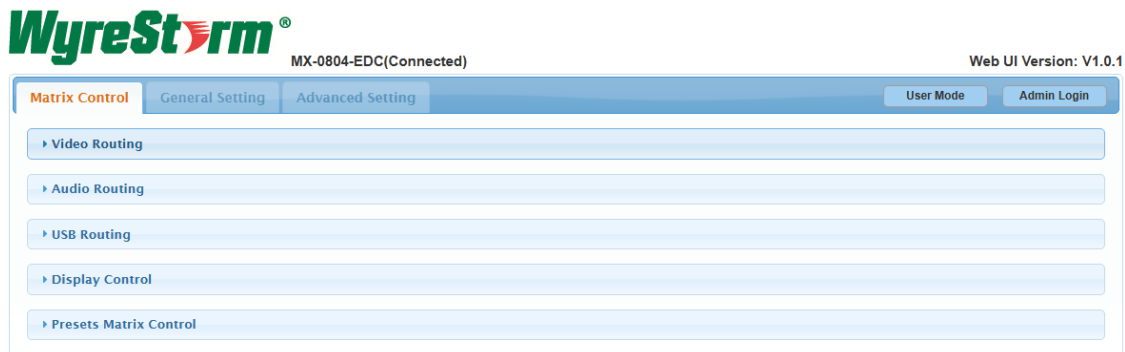 WyreStorm®
MX-0804-EDC(Connected) Web UI Version: V1.0.1
Matrix Control General Setting Advanced Setting User Mode Admin Login
Video Routing
Audio Routing
USB Routing
Display Control
Presets Matrix Control